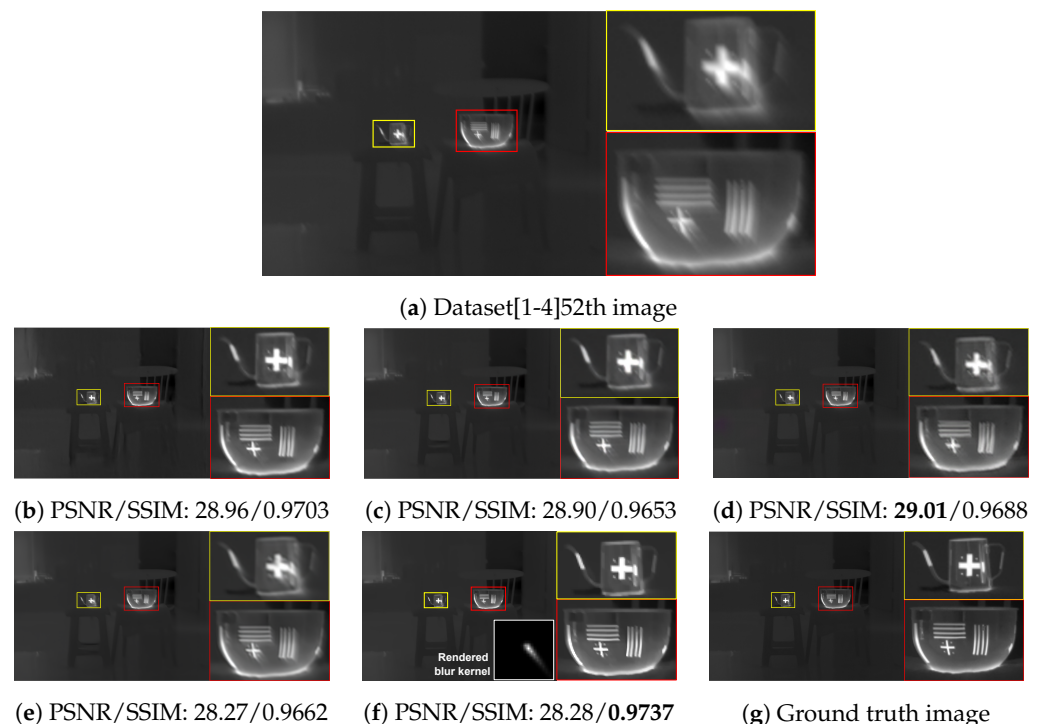 (a) Dataset[1-4]52th image
(b) PSNR/SSIM: 28.96/0.9703
(c) PSNR/SSIM: 28.90/0.9653
(d) PSNR/SSIM: 29.01/0.9688
Rendered
blur kernel
(e) PSNR/SSIM: 28.27/0.9662
(f) PSNR/SSIM: 28.28/0.9737
(g) Ground truth image